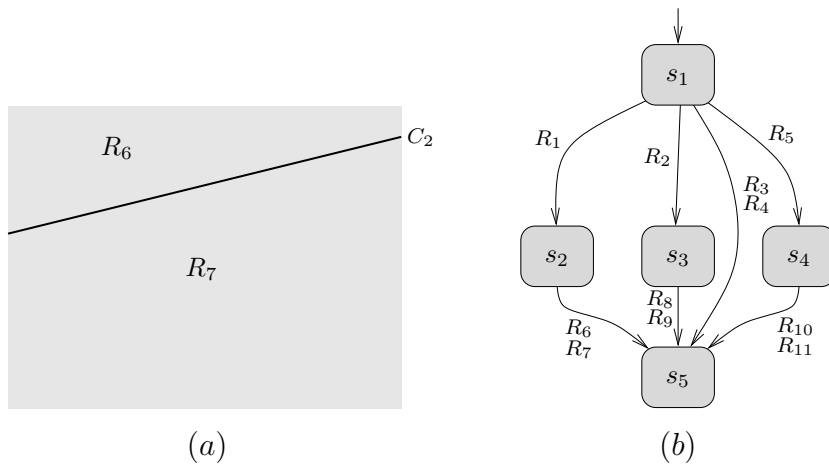 R₆
C₂
R₇
(a)
s₁
R₁
R₂
R₃
R₄
R₅
s₂
s₃
s₄
R₆
R₇
R₈
R₉
R₁₀
R₁₁
s₅
(b)